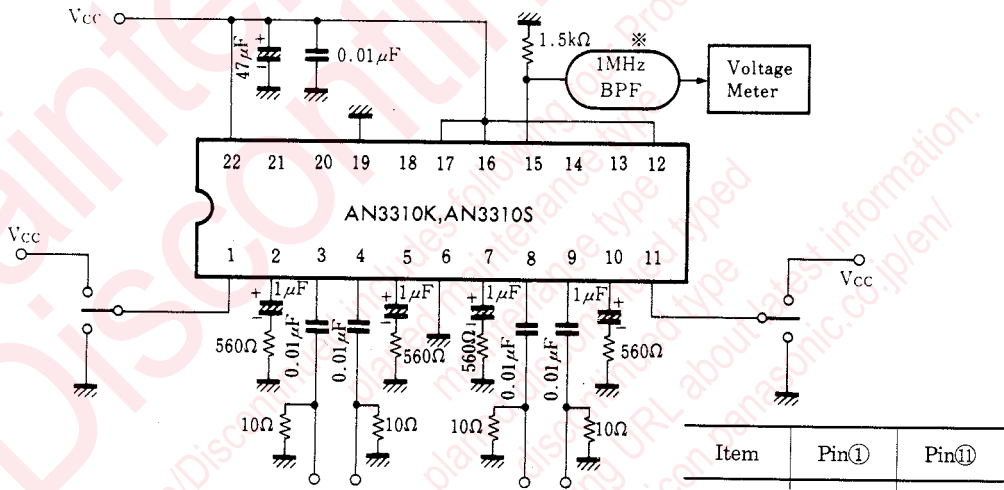 Vcc
47μF
+
−
0.01μF
1.5kΩ
※
1MHz
BPF
Voltage
Meter
22 21 20 19 18 17 16 15 14 13 12
AN3310K,AN3310S
1 2 3 4 5 6 7 8 9 10 11
Vcc
Vcc
1μF 1μF 1μF 1μF
+ + + +
− − − −
0.01μF 0.01μF 0.01μF 0.01μF
560Ω 560Ω 560Ω 560Ω
10Ω 10Ω 10Ω 10Ω
Item Pin① Pin⑪